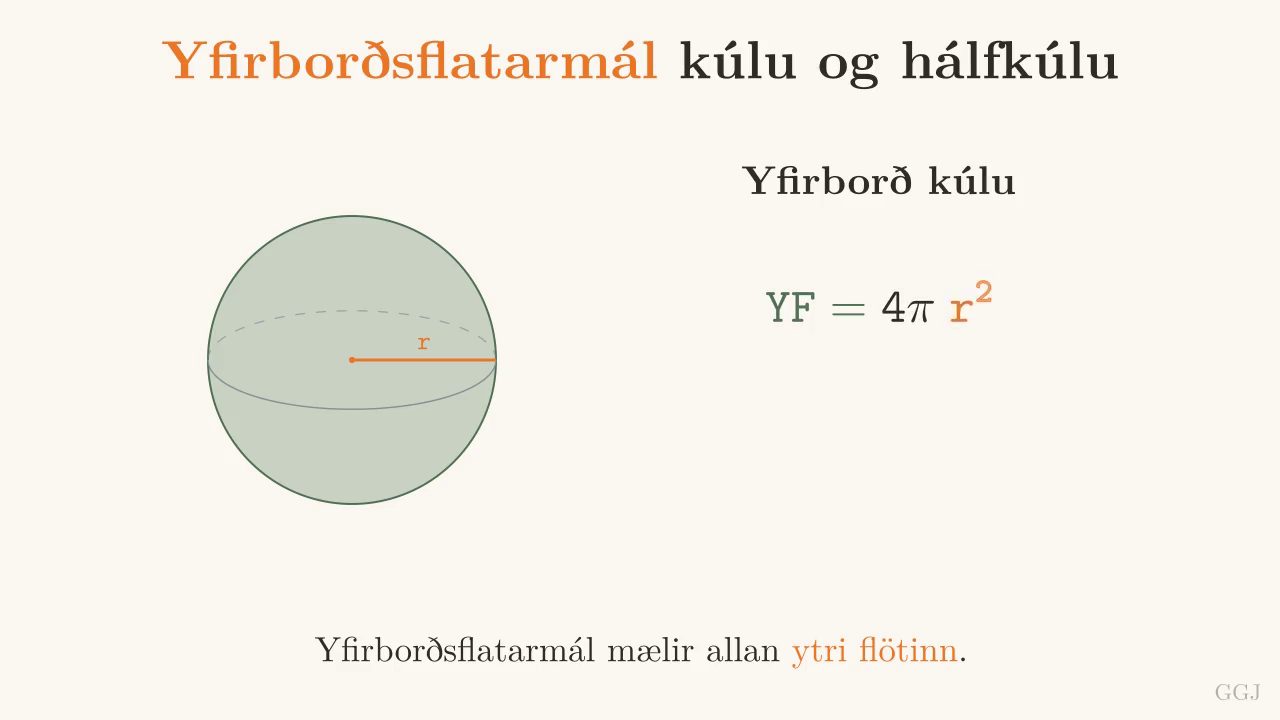 Yfirborðsflatarmál kúlu og hálfkúlu
Yfirborð kúlu
YF = 4π r²
r
Yfirborðsflatarmál mælir allan ytri flötinn.
GGJ